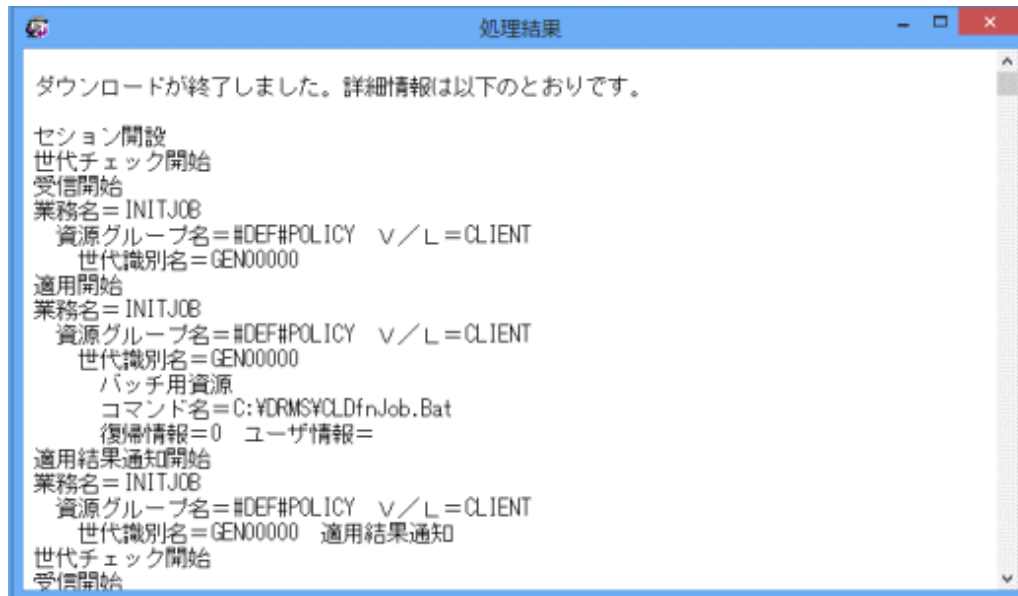 処理結果
ダウンロードが終了しました。詳細情報は以下のとおりです。
セション開設
世代チェック開始
受信開始
業務名=INITJOB
資源グループ名=#DEF#POLICY V/L=CLIENT
世代識別名=GEN00000
適用開始
業務名=INITJOB
資源グループ名=#DEF#POLICY V/L=CLIENT
世代識別名=GEN00000
バッチ用資源
コマンド名=C:¥DRMS¥CLDfnJob.Bat
復帰情報=0 ユーザ情報=
適用結果通知開始
業務名=INITJOB
資源グループ名=#DEF#POLICY V/L=CLIENT
世代識別名=GEN00000 適用結果通知
世代チェック開始
受信開始